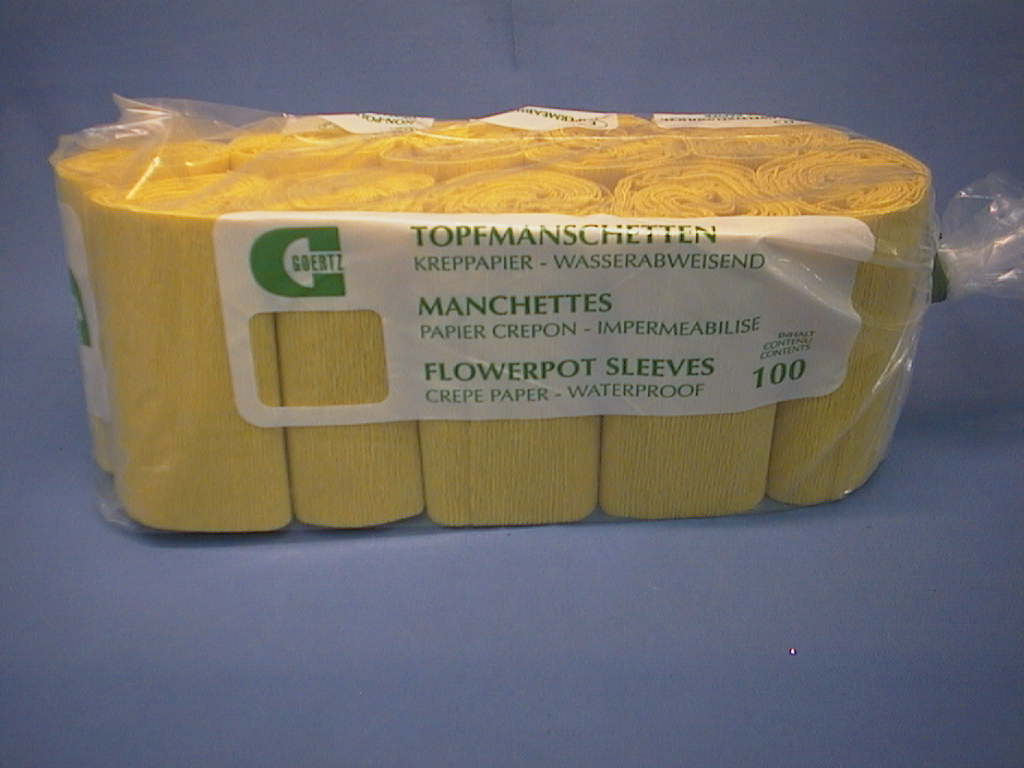 GOERTZ
TOPFMANSCHETTEN
KREPPAPIER - WASSERABWEISEND
MANCHETTES
PAPIER CREPON - IMPERMEABILISE
FLOWERPOT SLEEVES
CREPE PAPER - WATERPROOF
INHALT
CONTENU
CONTENTS
100